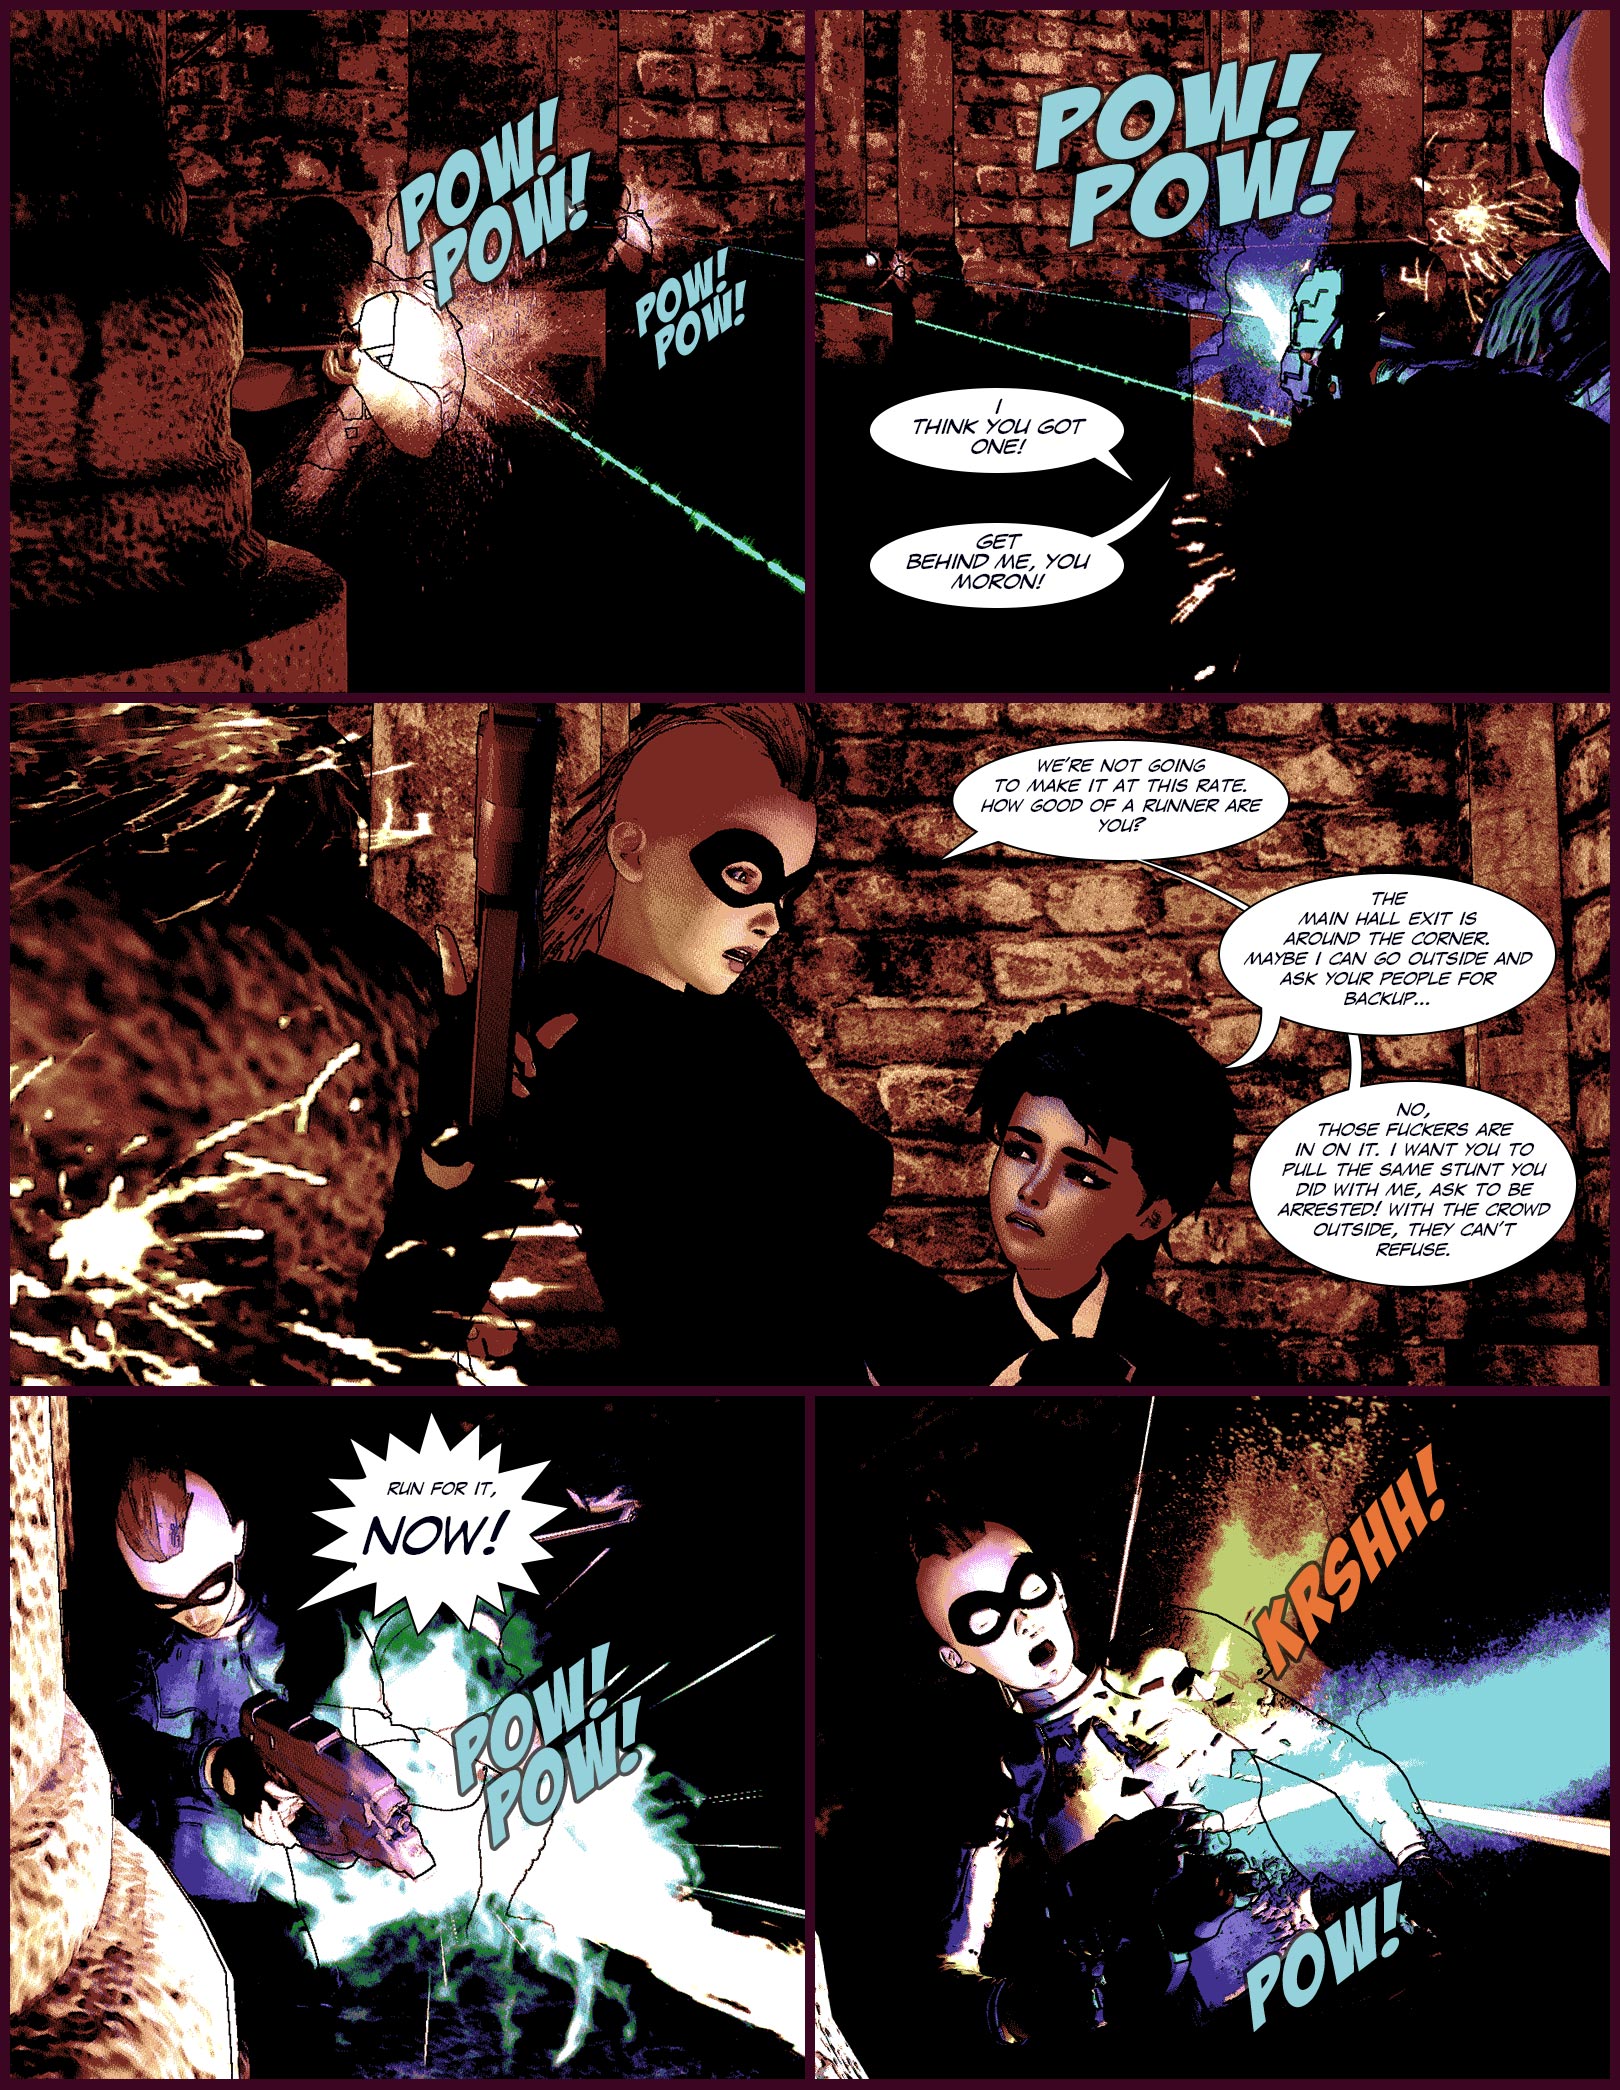 POW!
POW!
POW!
POW!
POW!
POW!
I
THINK YOU GOT
ONE!
GET
BEHIND ME, YOU
MORON!
WE'RE NOT GOING
TO MAKE IT AT THIS RATE.
HOW GOOD OF A RUNNER ARE
YOU?
THE
MAIN HALL EXIT IS
AROUND THE CORNER.
MAYBE I CAN GO OUTSIDE AND
ASK YOUR PEOPLE FOR
BACKUP...
NO,
THOSE FUCKERS ARE
IN ON IT. I WANT YOU TO
PULL THE SAME STUNT YOU
DID WITH ME, ASK TO BE
ARRESTED! WITH THE CROWD
OUTSIDE, THEY CAN'T
REFUSE.
RUN FOR IT,
NOW!
POW!
POW!
KRSHH!
POW!